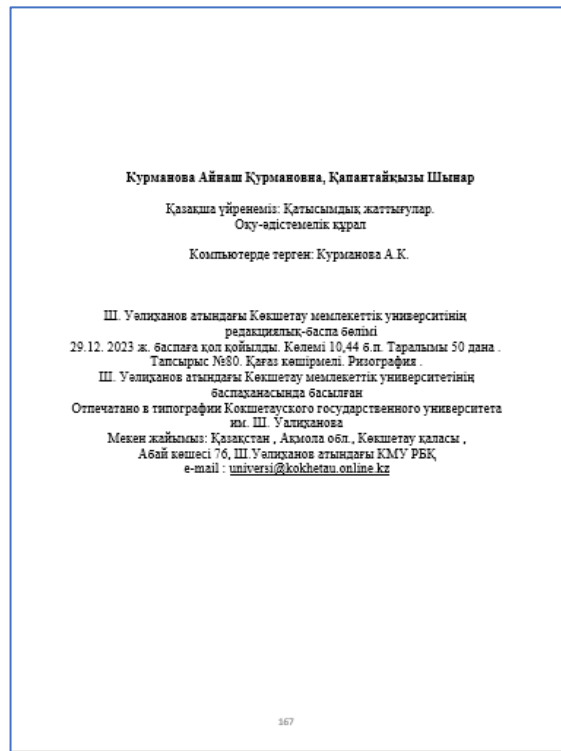 Курманова Айнаш Қурмановна, Қапантайқызы Шынар
Қазақша үйренеміз: Қатысымдық жаттығулар.
Оқу-әдістемелік құрал
Компьютерде терген: Курманова А.К.
Ш. Уәлиханов атындағы Көкшетау мемлекеттік университінің
редакциялық-баспа бөлімі
29.12. 2023 ж. баспаға қол қойылды. Көлемі 10,44 б.п. Таралымы 50 дана .
Тапсырыс №80. Қағаз көшірмелі. Ризография .
Ш. Уәлиханов атындағы Көкшетау мемлекеттік университетінің
баспаханасында басылған
Отпечатано в типографии Кокшетауского государственного университета
им. Ш. Уалиханова
Мекен жайымыз: Қазақстан , Ақмола обл., Көкшетау қаласы ,
Абай көшесі 76, Ш.Уәлиханов атындағы КМУ РБҚ
e-mail : universi@kokhetau.online.kz
167